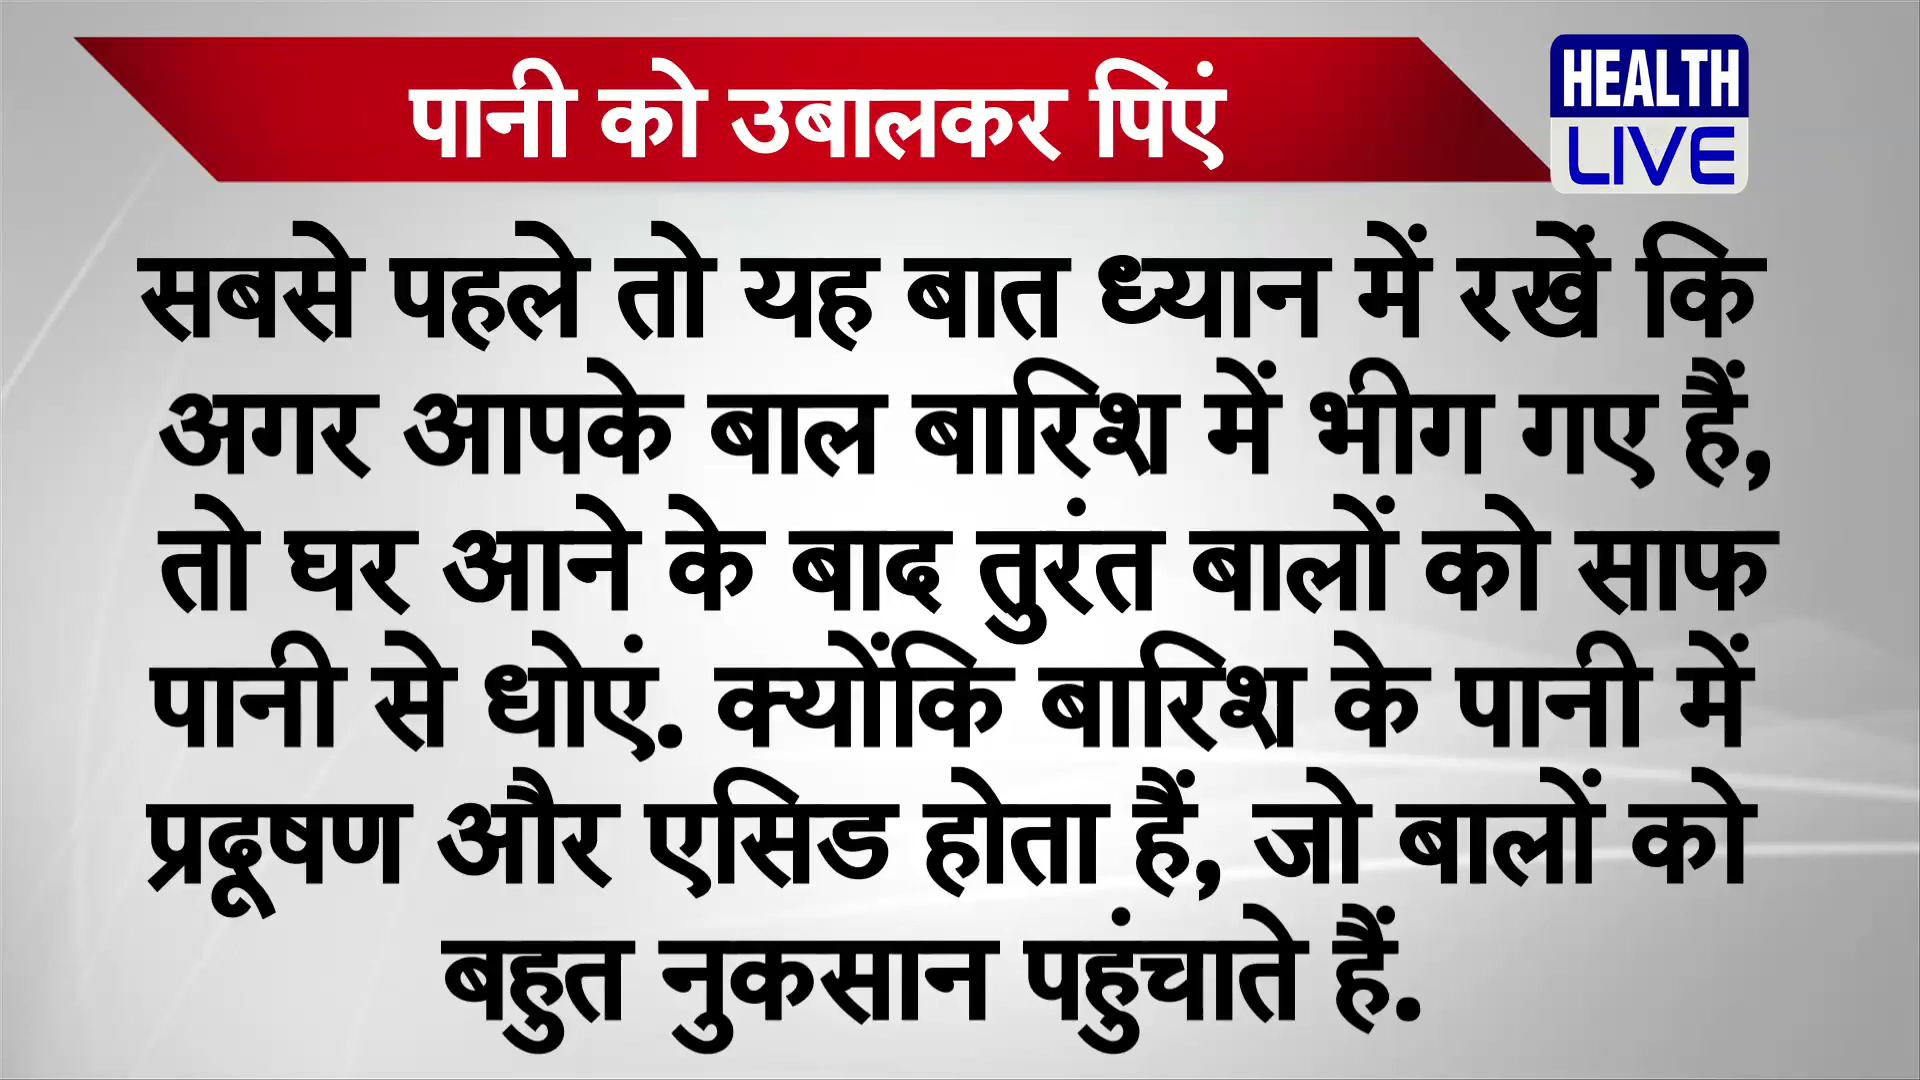 पानी को उबालकर पिएं
HEALTH
LIVE
सबसे पहले तो यह बात ध्यान में रखें कि
अगर आपके बाल बारिश में भीग गए हैं,
तो घर आने के बाद तुरंत बालों को साफ
पानी से धोएं. क्योंकि बारिश के पानी में
प्रदूषण और एसिड होता हैं, जो बालों को
बहुत नुकसान पहुंचाते हैं.